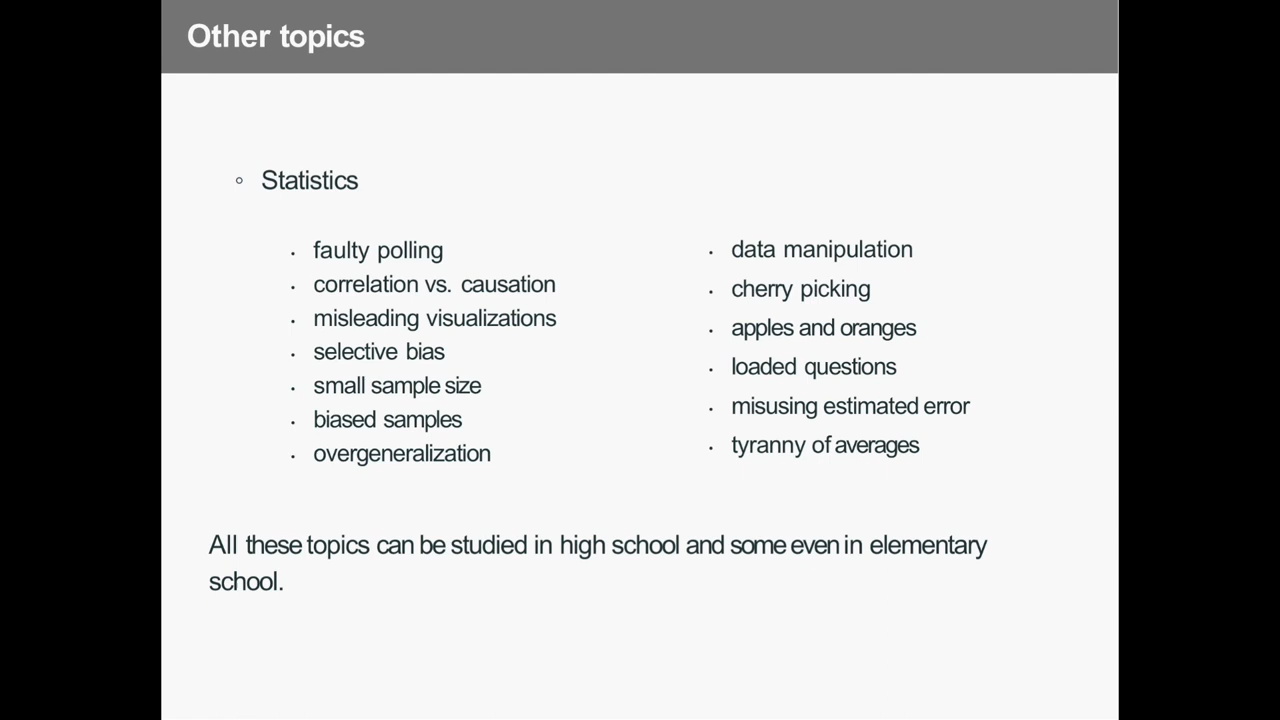 Other topics
◦ Statistics
• faulty polling
• correlation vs. causation
• misleading visualizations
• selective bias
• small sample size
• biased samples
• overgeneralization
• data manipulation
• cherry picking
• apples and oranges
• loaded questions
• misusing estimated error
• tyranny of averages
All these topics can be studied in high school and some even in elementary
school.